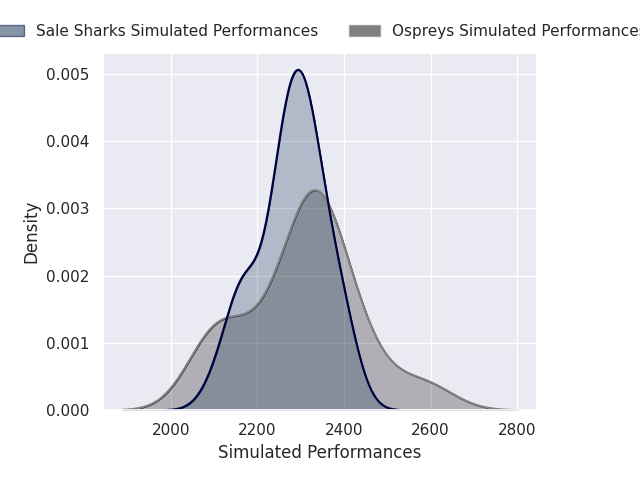 Sale Sharks Simulated Performances
Ospreys Simulated Performances
0.005
0.004
0.003
0.002
0.001
0.000
Density
2000
2200
2400
2600
2800
Simulated Performances